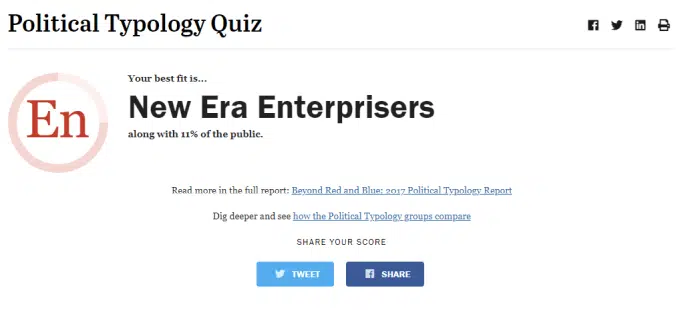 Political Typology Quiz
Your best fit is...
En
New Era Enterprisers
along with 11% of the public.
Read more in the full report: Beyond Red and Blue: 2017 Political Typology Report
Dig deeper and see how the Political Typology groups compare
SHARE YOUR SCORE
TWEET
SHARE